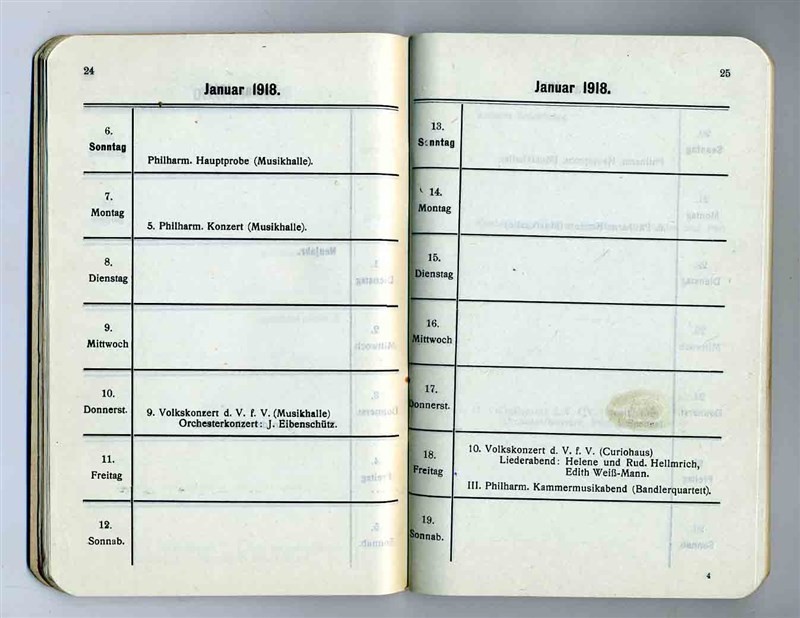 24
Januar 1918.
6.
Sonntag
Philharm. Hauptprobe (Musikhalle).
7.
Montag
5. Philharm. Konzert (Musikhalle).
8.
Dienstag
9.
Mittwoch
10.
Donnerst.
9. Volkskonzert d. V. f. V. (Musikhalle)
Orchesterkonzert: J. Eibenschütz.
11.
Freitag
12.
Sonnab.
25
Januar 1918.
13.
Sonntag
14.
Montag
15.
Dienstag
16.
Mittwoch
17.
Donnerst.
18.
Freitag
10. Volkskonzert d. V. f. V. (Curiohaus)
Liederabend: Helene und Rud. Hellmrich,
Edith Weiß-Mann.
III. Philharm. Kammermusikabend (Bandlerquartett).
19.
Sonnab.
4